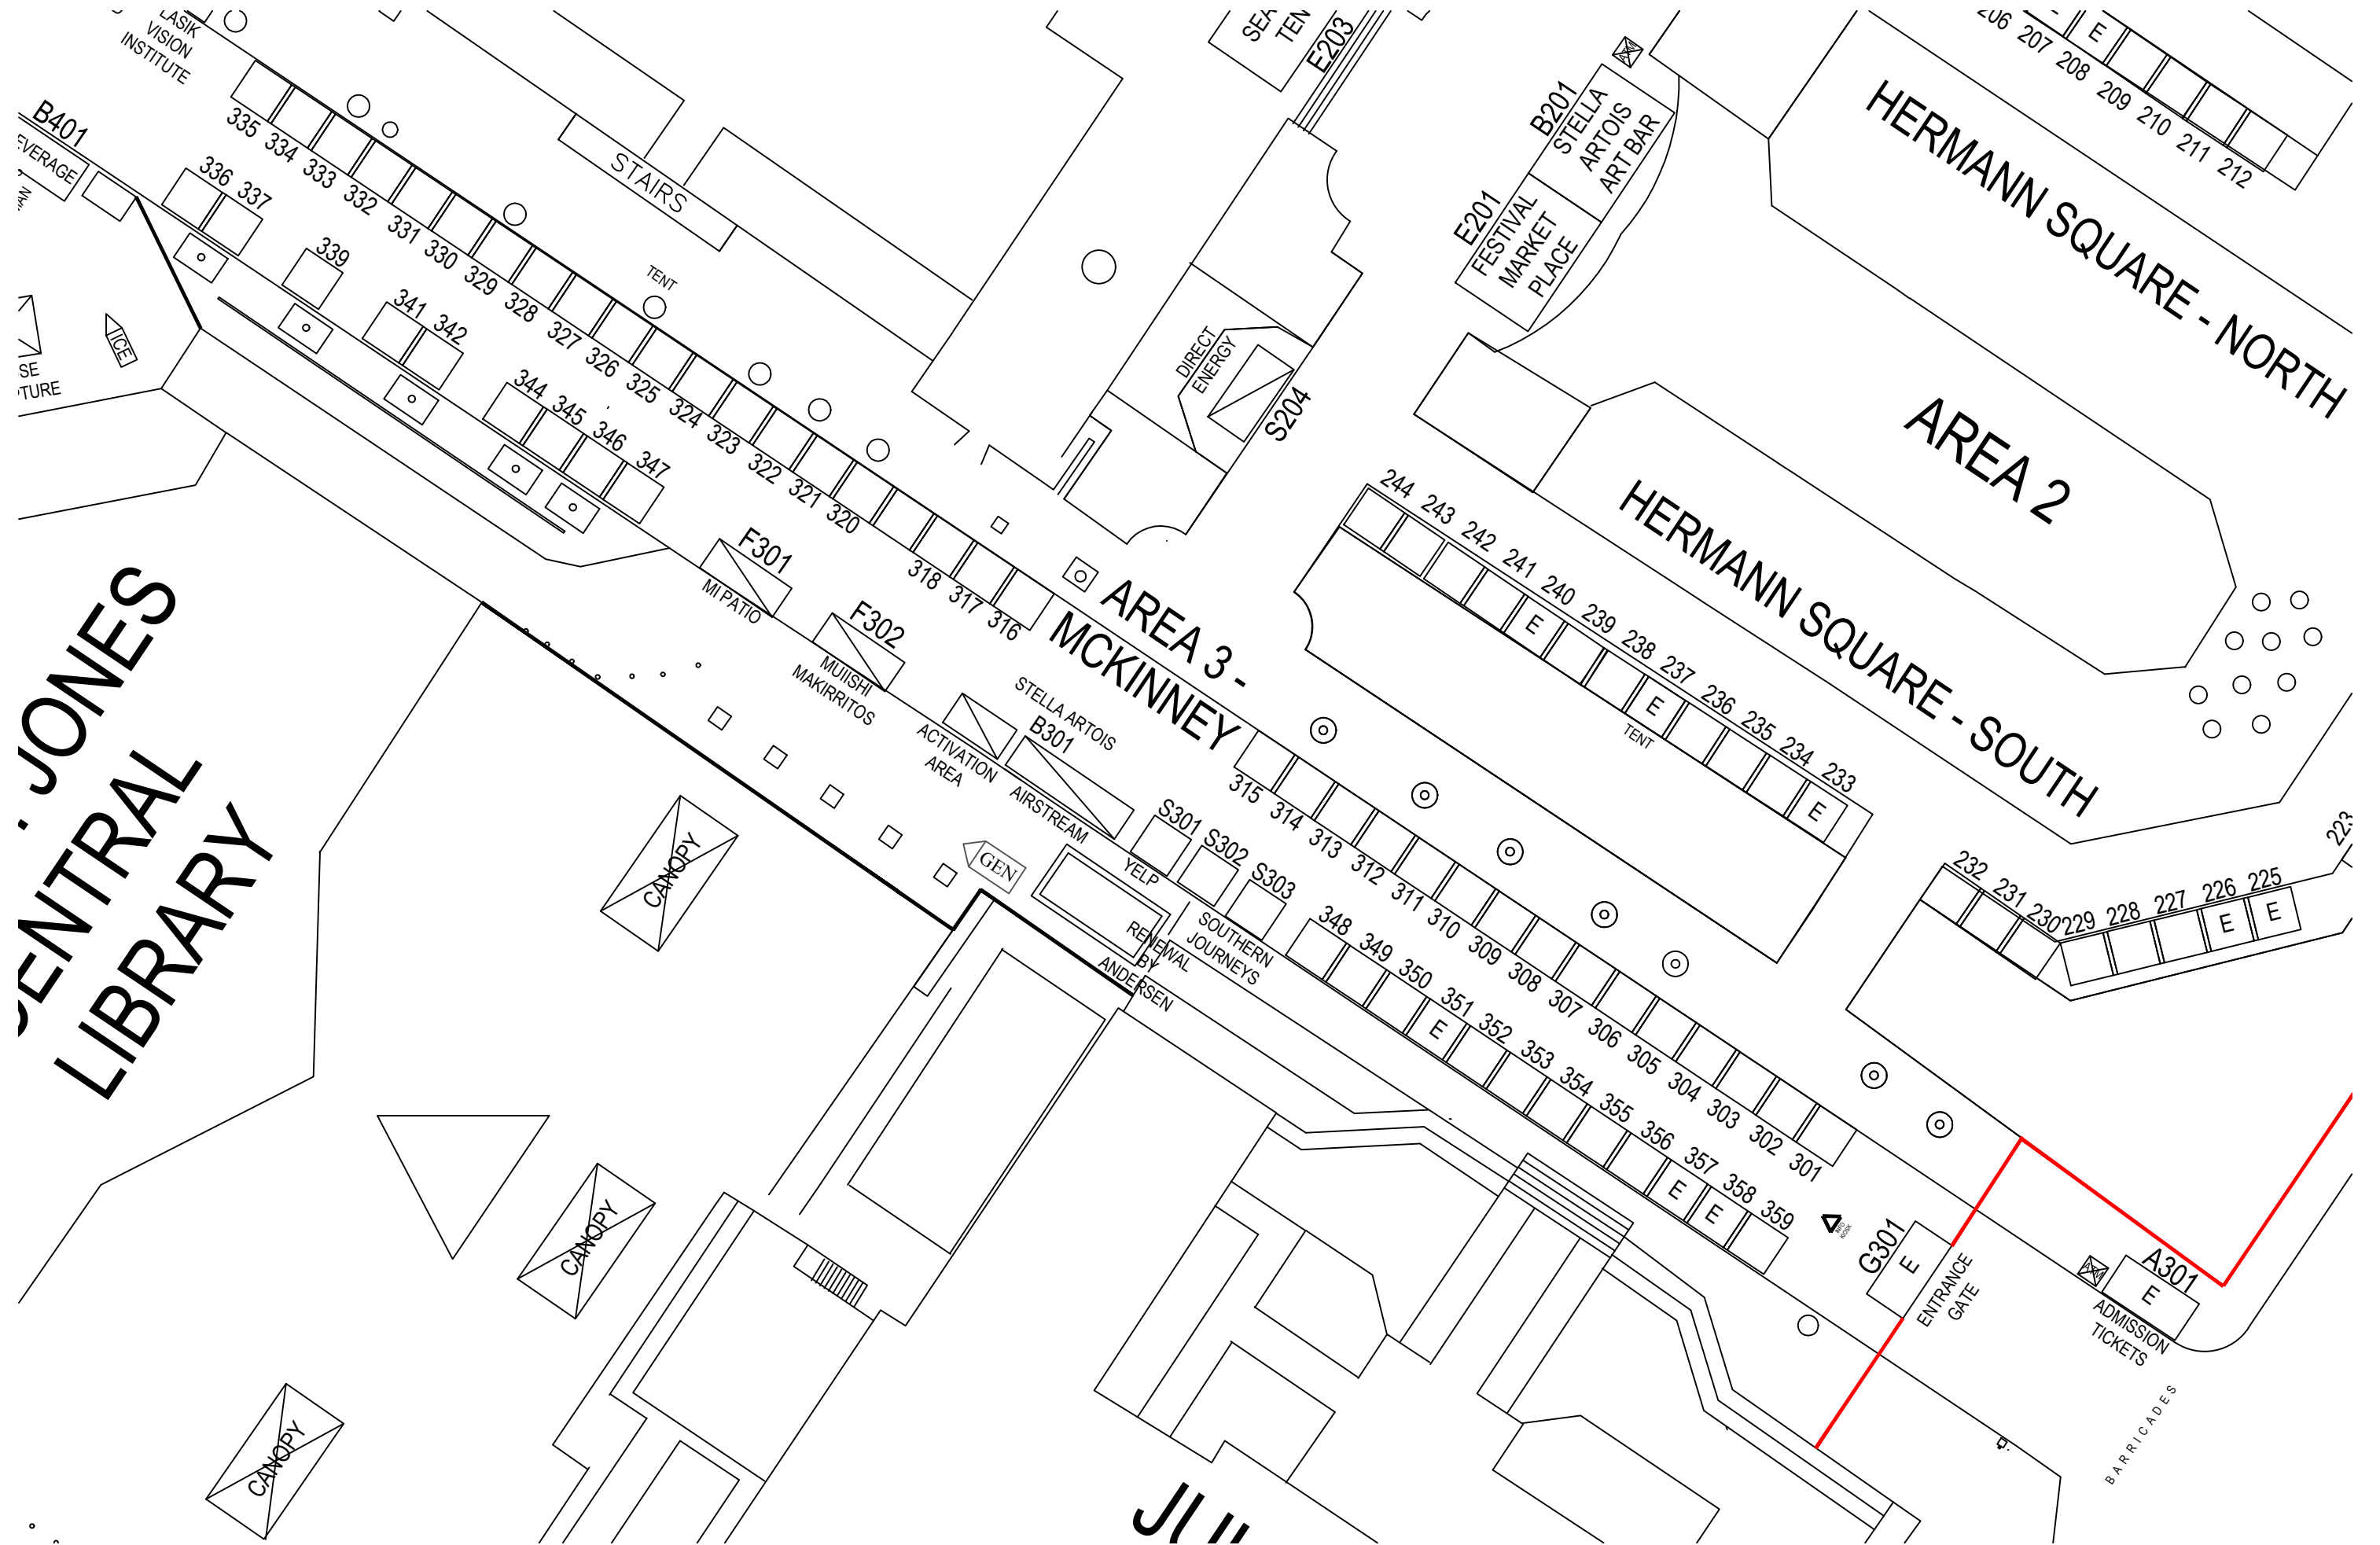 LASIK
VISION
INSTITUTE
B401
335 334 333 332 331 330 329 328 327 326 325 324 323 322 321 320
318 317 316
336 337
339
341 342
344 345 346 347
ICE
STAIRS
TENT
E203
DIRECT
ENERGY
S204
B201
STELLA
ARTOIS
ART BAR
E201
FESTIVAL
MARKET
PLACE
206 207 208 209 210 211 212
E
HERMANN SQUARE - NORTH
AREA 2
HERMANN SQUARE - SOUTH
244 243 242 241 240 239 238 237 236 235 234 233
E
E
E
TENT
223
232 231 230 229 228 227 226 225
E E
F301
MI PATIO
F302
MUIISHI
MAKIRRITOS
AREA 3 -
MCKINNEY
STELLA ARTOIS
B301
ACTIVATION
AREA
AIRSTREAM
GEN
YELP
S301
S302
S303
RENEWAL
BY
ANDERSEN
SOUTHERN
JOURNEYS
315 314 313 312 311 310 309 308 307 306 305 304 303 302 301
348 349 350 351 352 353 354 355 356 357 358 359
E
E
E
INFO
KIOSK
G301
E
ENTRANCE
GATE
ATM
A301
E
ADMISSION
TICKETS
BARRICADES
JONES
CENTRAL
LIBRARY
CANOPY
CANOPY
CANOPY